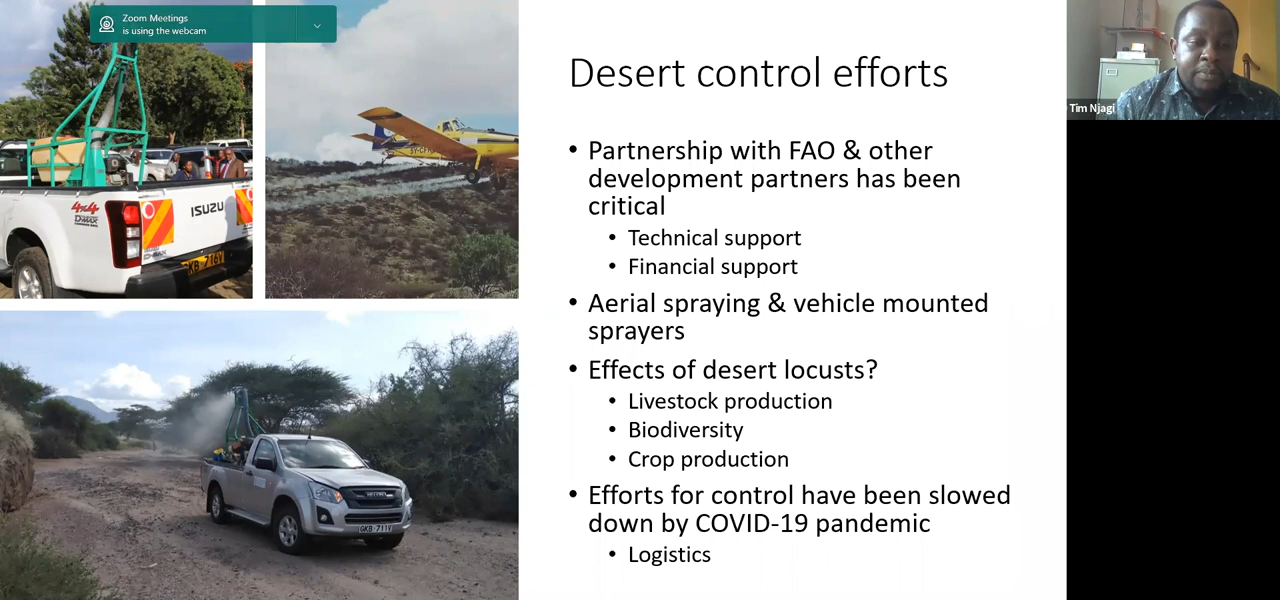 Zoom Meetings
is using the webcam
Desert control efforts
• Partnership with FAO & other
development partners has been
critical
• Technical support
• Financial support
• Aerial spraying & vehicle mounted
sprayers
• Effects of desert locusts?
• Livestock production
• Biodiversity
• Crop production
• Efforts for control have been slowed
down by COVID-19 pandemic
• Logistics
Tim Njagi
4x4
D-MAX
ISUZU
GKB 711V